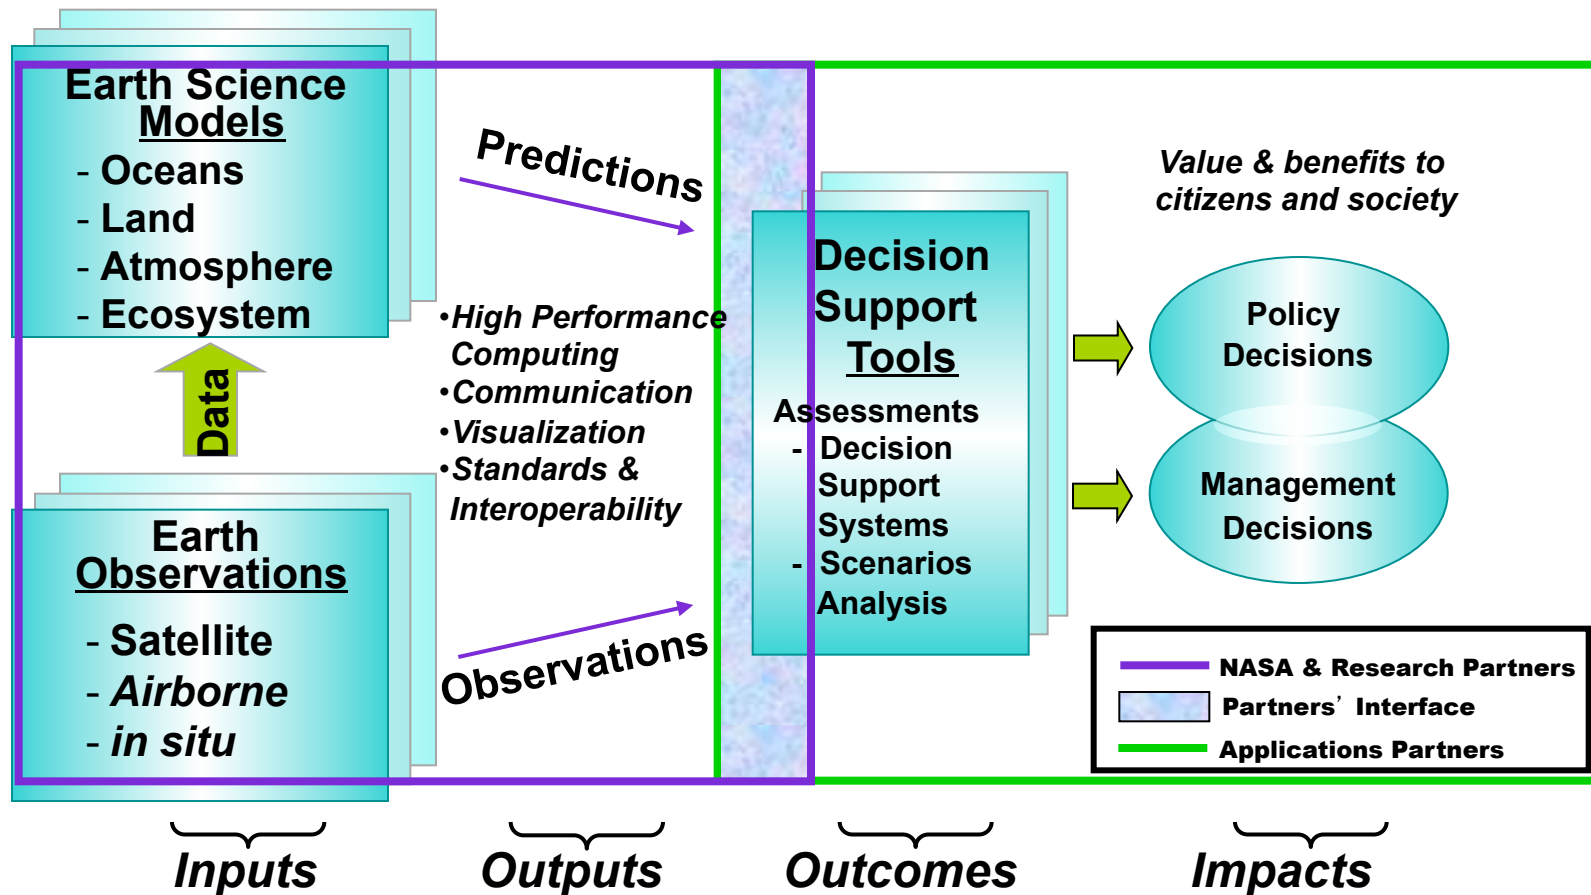 Earth Science
Models
- Oceans
- Land
- Atmosphere
- Ecosystem
Data
Earth
Observations
- Satellite
- Airborne
- in situ
Predictions
•High Performance
Computing
•Communication
•Visualization
•Standards &
Interoperability
Observations
Decision
Support
Tools
Assessments
- Decision
Support
Systems
- Scenarios
Analysis
Value & benefits to
citizens and society
Policy
Decisions
Management
Decisions
NASA & Research Partners
Partners’ Interface
Applications Partners
Inputs
Outputs
Outcomes
Impacts